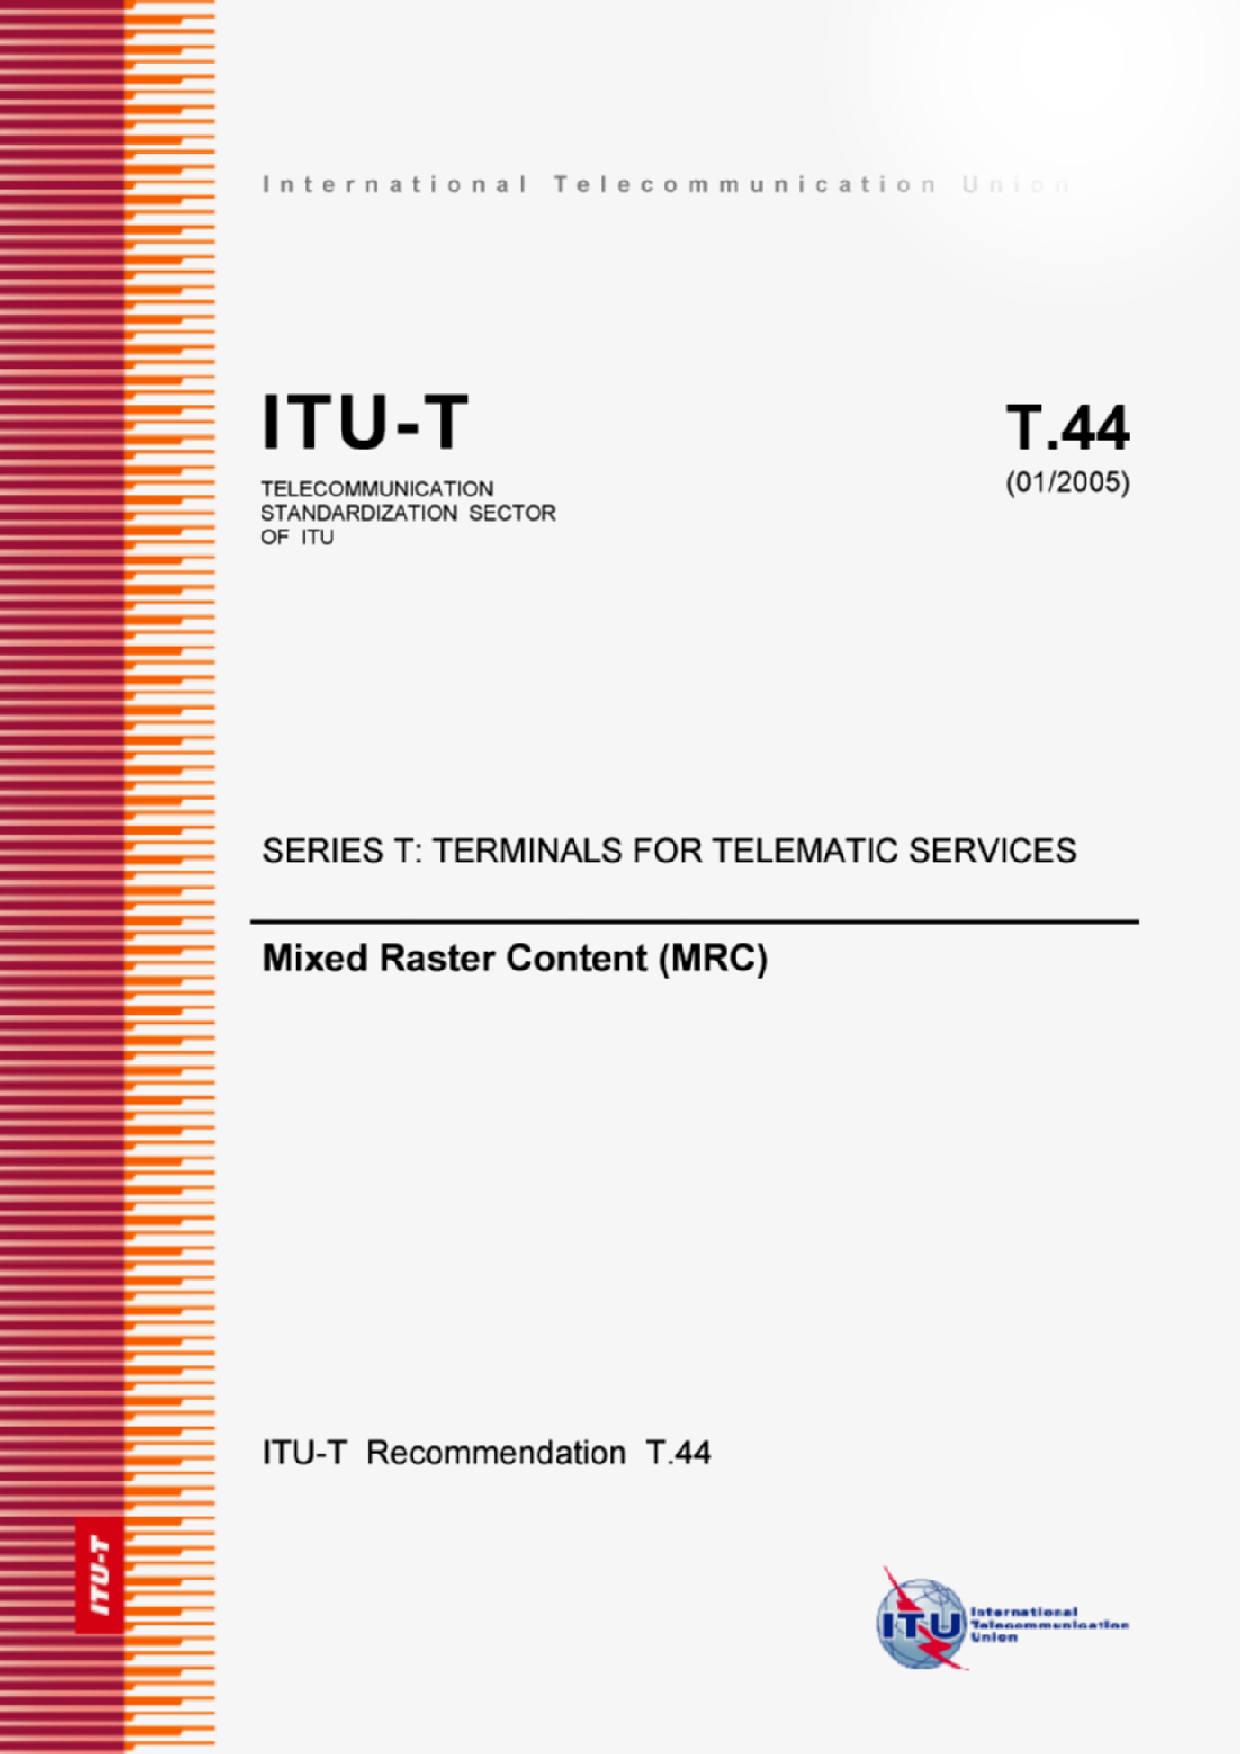 International Telecommunication Union
ITU-T
T.44
TELECOMMUNICATION
STANDARDIZATION SECTOR
OF ITU
(01/2005)
SERIES T: TERMINALS FOR TELEMATIC SERVICES
Mixed Raster Content (MRC)
ITU-T Recommendation T.44
ITU-T
ITU
International
Telecommunication
Union